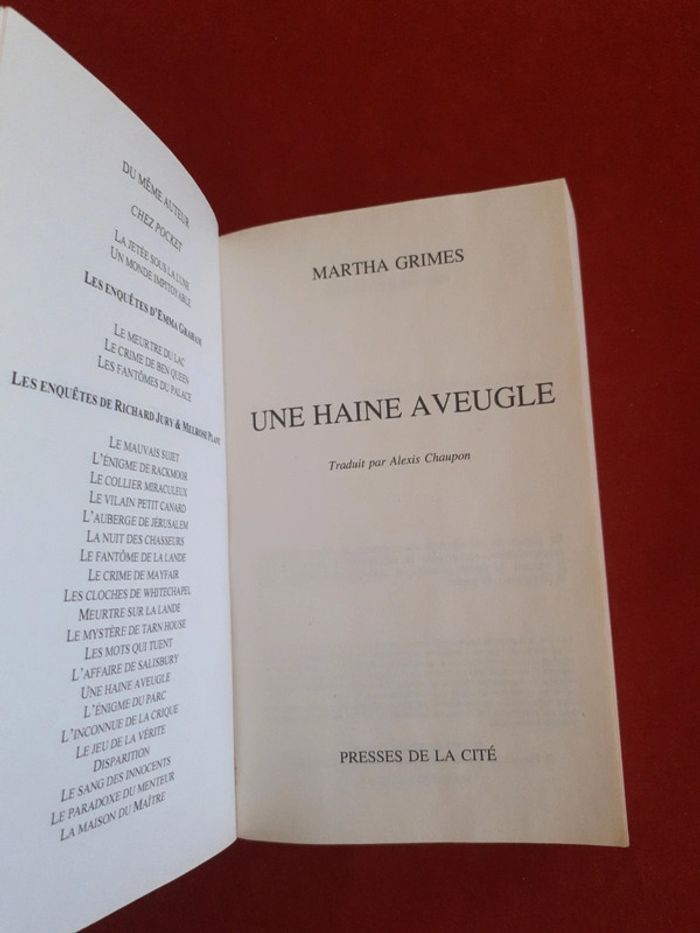 DU MÊME AUTEUR
CHEZ POCKET
LA JETÉE SOUS LA LUNE
UN MONDE IMPITOYABLE
LES ENQUÊTES D'EMMA GRAHAM
LE MEURTRE DU LAC
LE CRIME DE BEN QUEEN
LES FANTÔMES DU PALACE
LES ENQUÊTES DE RICHARD JURY & MELROSE PLANT
LE MAUVAIS SUJET
L'ÉNIGME DE RACKMOOR
LE COLLIER MIRACULEUX
LE VILAIN PETIT CANARD
L'AUBERGE DE JÉRUSALEM
LA NUIT DES CHASSEURS
LE FANTÔME DE LA LANDE
LE CRIME DE MAYFAIR
LES CLOCHES DE WHITECHAPEL
MEURTRE SUR LA LANDE
LE MYSTÈRE DE TARN HOUSE
LES MOTS QUI TUENT
L'AFFAIRE DE SALISBURY
UNE HAINE AVEUGLE
L'ÉNIGME DU PARC
L'INCONNUE DE LA CRIQUE
LE JEU DE LA VÉRITÉ
DISPARITION
LE SANG DES INNOCENTS
LE PARADOXE DU MENTEUR
LA MAISON DU MAÎTRE
MARTHA GRIMES
UNE HAINE AVEUGLE
Traduit par Alexis Chaupon
PRESSES DE LA CITÉ